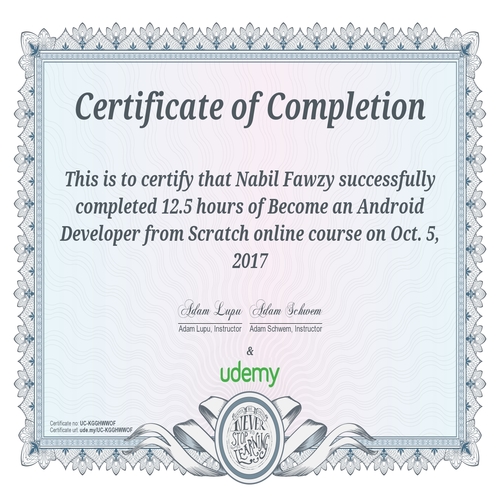 Certificate of Completion
This is to certify that Nabil Fawzy successfully
completed 12.5 hours of Become an Android
Developer from Scratch online course on Oct. 5,
2017
Adam Lupu Adam Schwem
Adam Lupu, Instructor Adam Schwem, Instructor
&
udemy
NEVER
STOP
LEARNING
Certificate no: UC-KGGHWWOF
Certificate url: ude.my/UC-KGGHWWOF